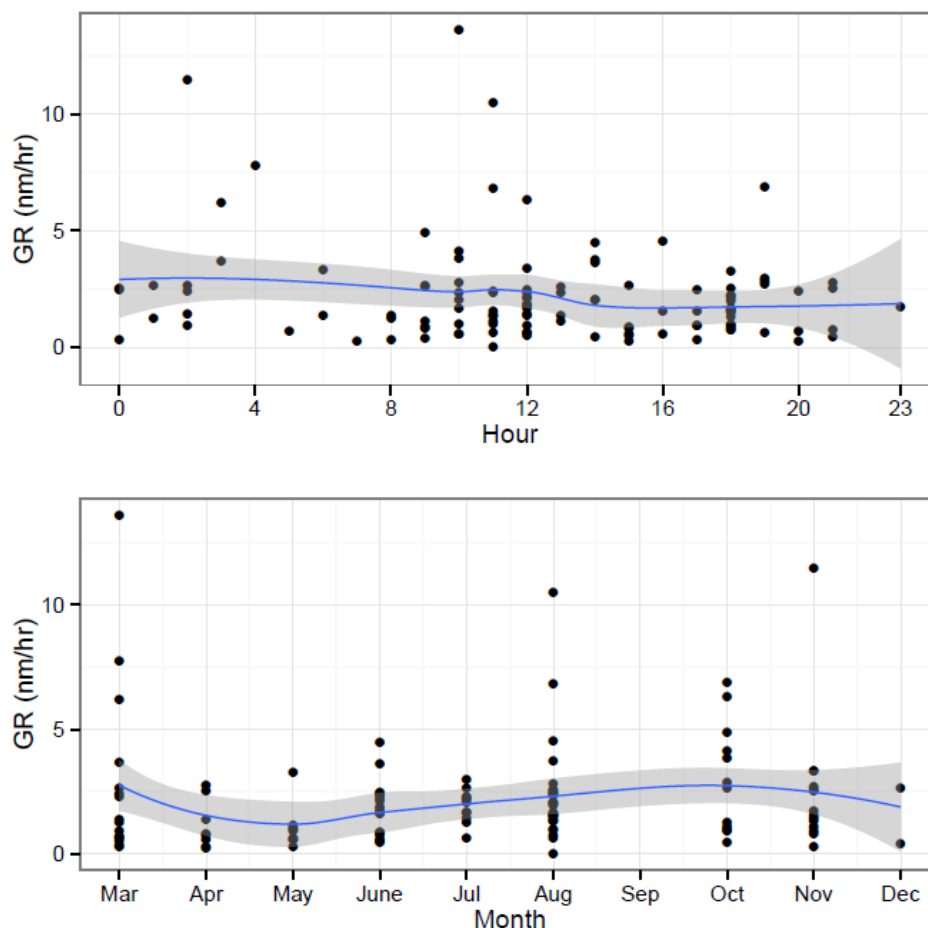 GR (nm/hr)
10
5
0
0 4 8 12 16 20 23
Hour
GR (nm/hr)
10
5
0
Mar Apr May June Jul Aug Sep Oct Nov Dec
Month